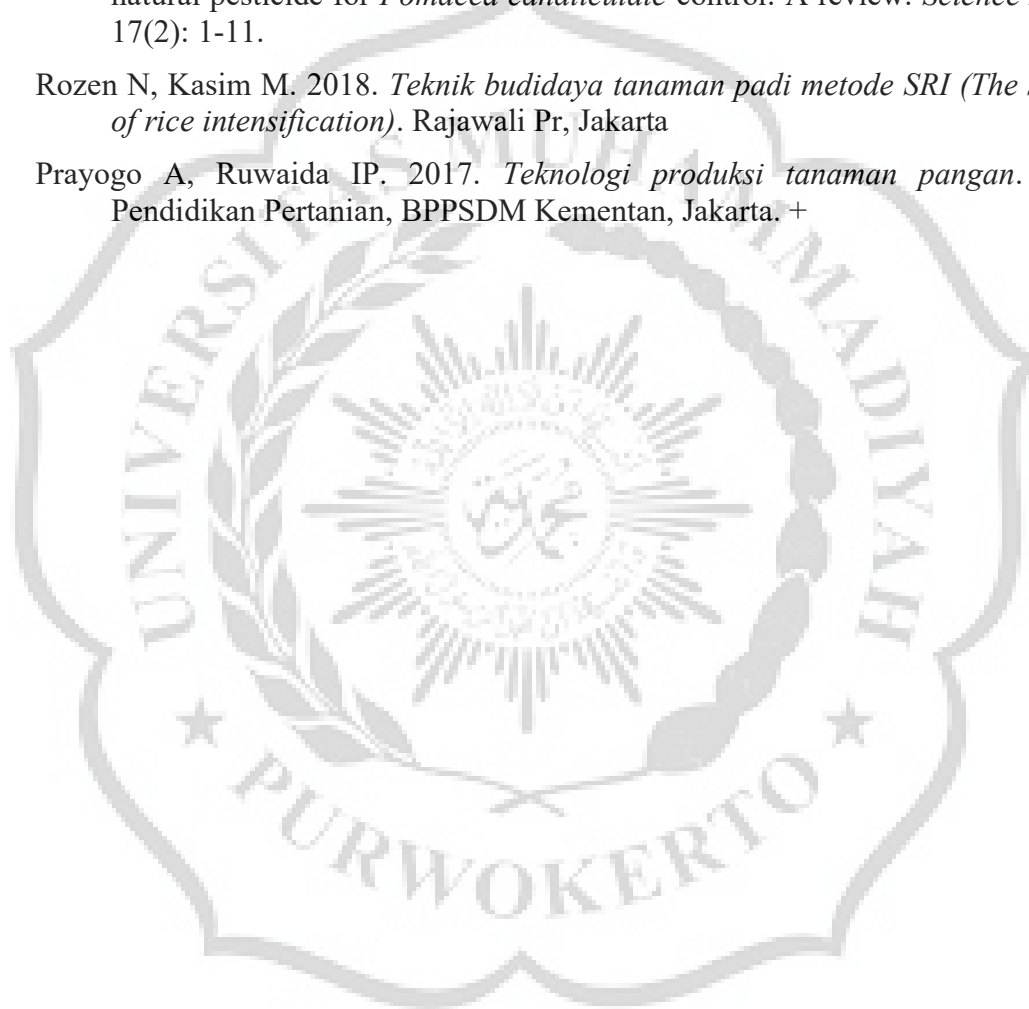 natural pesticide for Pomacea canaliculate control: A review. Science
17(2): 1-11.
Rozen N, Kasim M. 2018. Teknik budidaya tanaman padi metode SRI (The
of rice intensification). Rajawali Pr, Jakarta
Prayogo A, Ruwaida IP. 2017. Teknologi produksi tanaman pangan.
Pendidikan Pertanian, BPPSDM Kementan, Jakarta. +
UNIVERSITAS MUHAMMADIYAH
PURWOKERTO